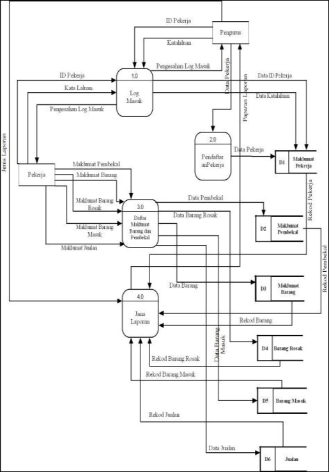 ID Pekerja
Pengurus
Katalaluan
1.0
Pengesahan Log Masuk
ID Pekerja
Data ID Pekerja
Kata Laluan
Log
Masuk
Data Katalaluan
Pengesahan Log Masuk
Data Pekerja
Paparan Laporan
2.0
Jana Laporan
Pendaftar
anPekerja
Data Pekerja
D1
Maklumat
Pekerja
Maklumat Pembekal
Pekerja
Maklumat Barang
Maklumat Barang
Rosak
3.0
Data Pembekal
Rekod Pekerja
Daftar
Maklumat
Barang dan
Pembekal
Data Barang Rosak
Maklumat Barang
Masuk
D2
Maklumat
Pembekal
Maklumat Jualan
Rekod Pembekal
Data Barang
D3
Maklumat
Barang
4.0
Jana
Laporan
Rekod Barang
Data Barang
Masuk
D4
Barang Rosak
Rekod Barang Rosak
Rekod Barang Masuk
D5
Barang Masuk
Rekod Jualan
Data Jualan
D6
Jualan